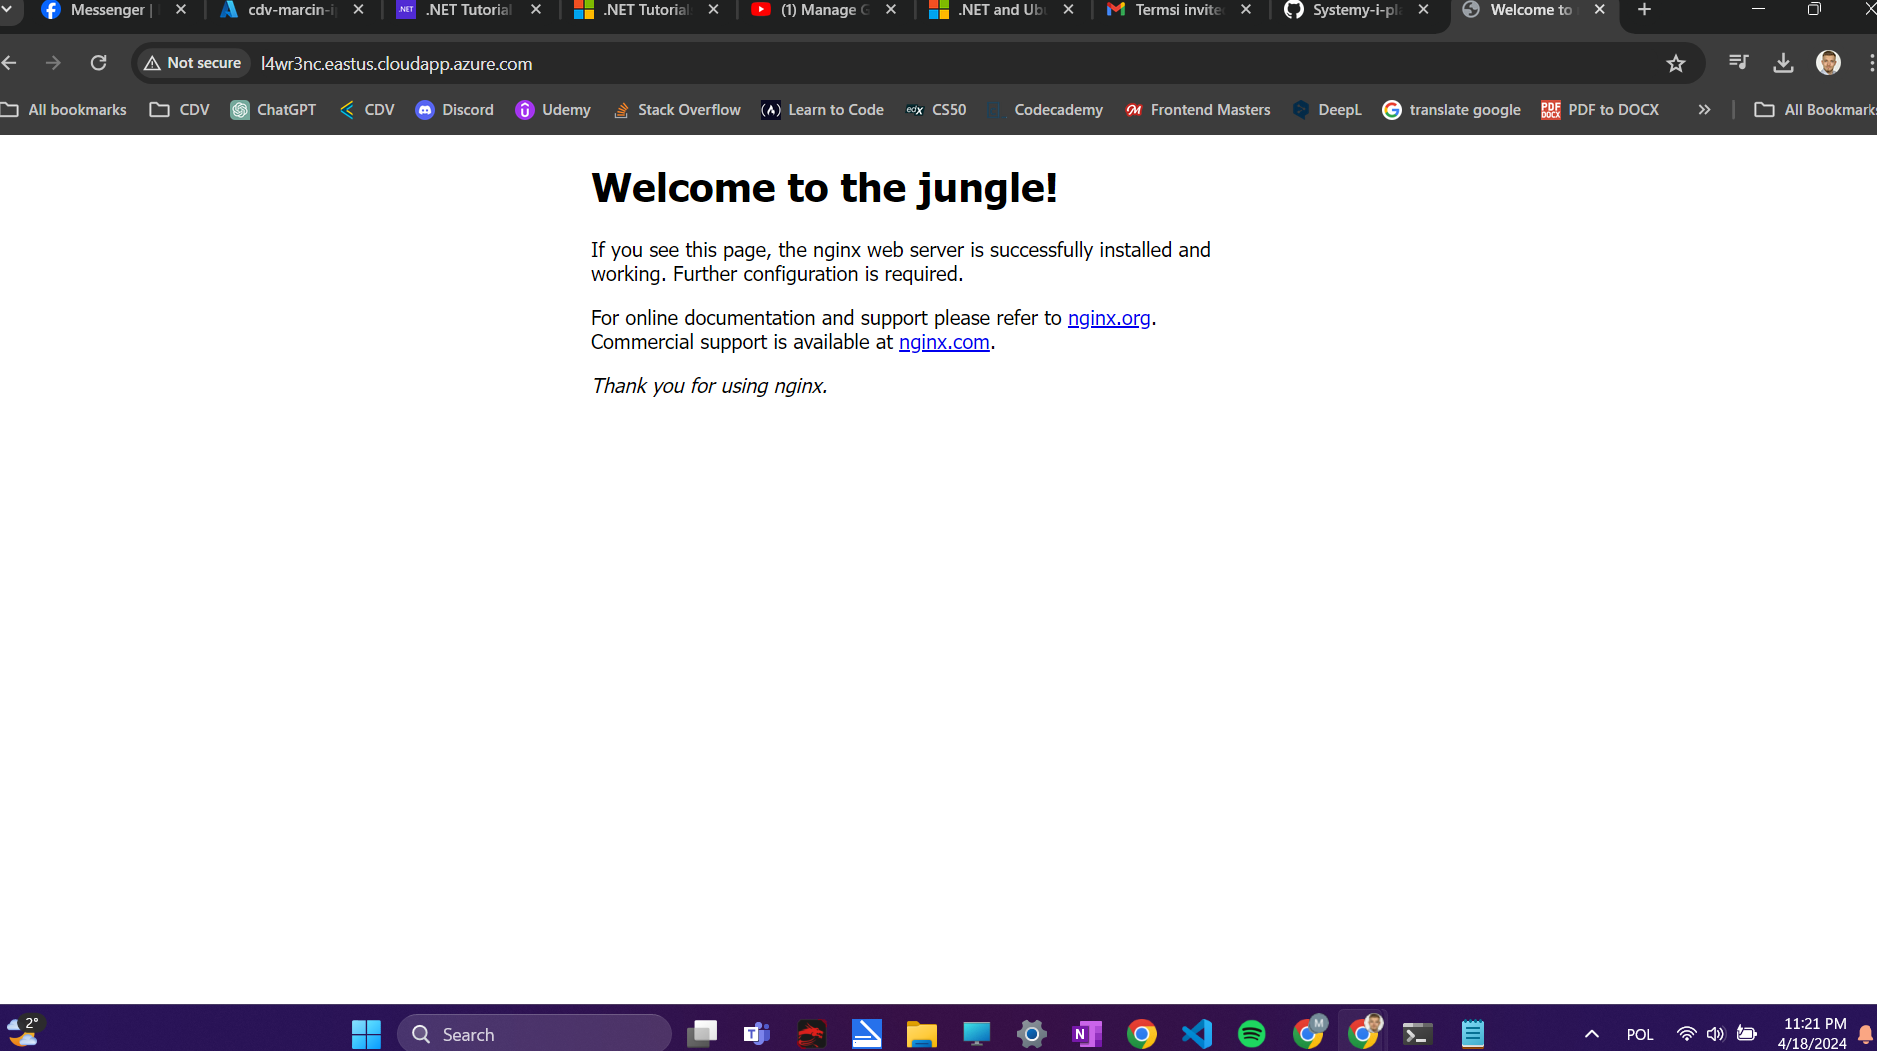 Messenger |
cdv-marcin-i
.NET Tutorial
.NET Tutorial
(1) Manage G
.NET and Ub
Termsi invite
Systemy-i-pla
Welcome to
Not secure
l4wr3nc.eastus.cloudapp.azure.com
All bookmarks
CDV
ChatGPT
CDV
Discord
Udemy
Stack Overflow
Learn to Code
edx CS50
Codecademy
Frontend Masters
DeepL
translate google
PDF to DOCX
All Bookmarks
Welcome to the jungle!
If you see this page, the nginx web server is successfully installed and
working. Further configuration is required.
For online documentation and support please refer to nginx.org.
Commercial support is available at nginx.com.
Thank you for using nginx.
2°
Search
POL
11:21 PM
4/18/2024